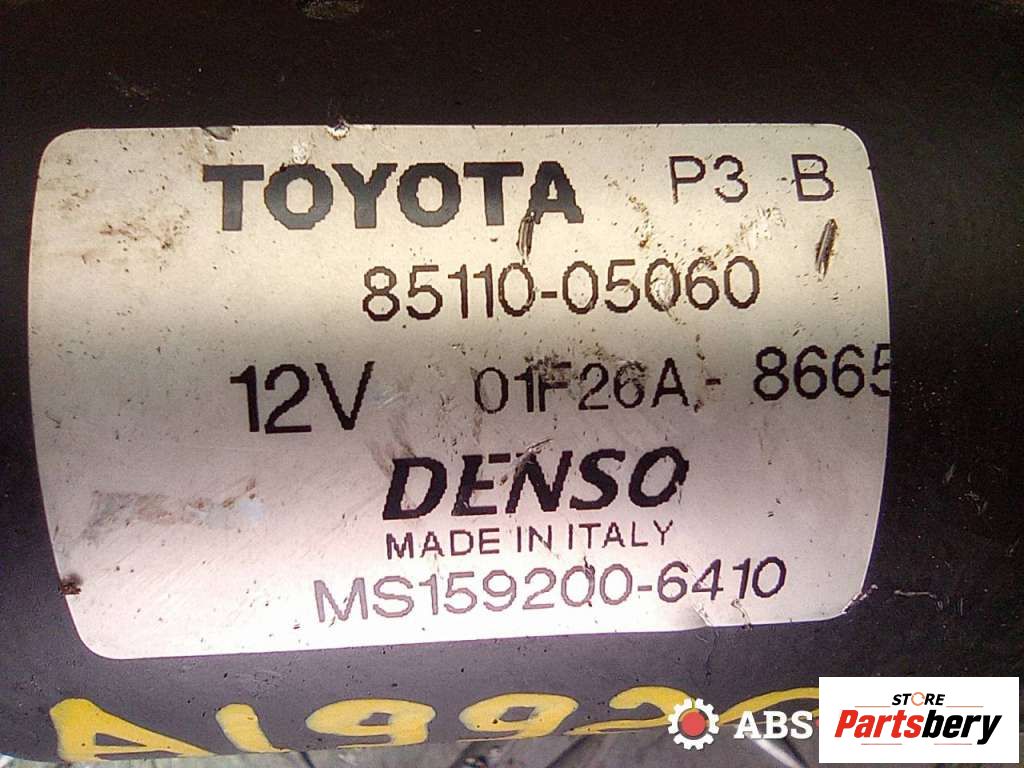 TOYOTA P3 B
85110-05060
12V 01F26A - 8665
DENSO
MADE IN ITALY
MS159200-6410
ABS
STORE
Partsbery